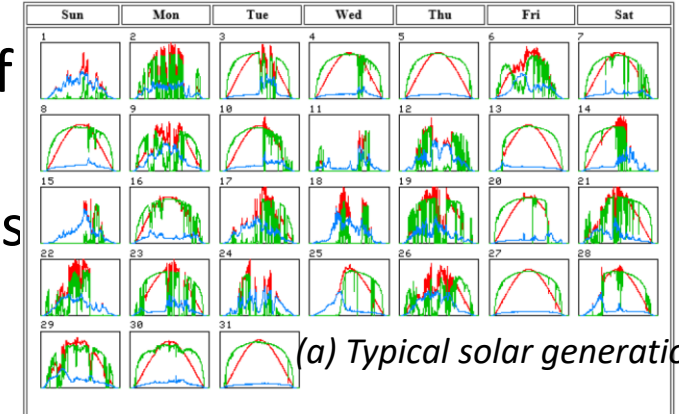 Sun Mon Tue Wed Thu Fri Sat
1 2 3 4 5 6 7
f
8 9 10 11 12 13 14
15 16 17 18 19 20 21
s
22 23 24 25 26 27 28
29 30 31
(a) Typical solar generatio